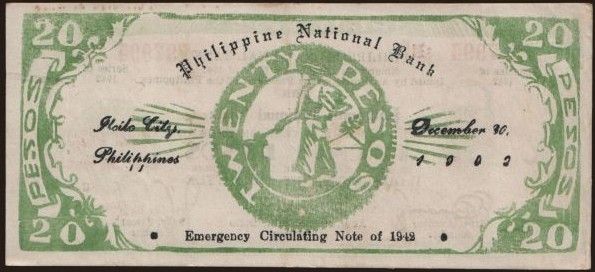 20
Philippine National Bank
20
PESOS
TWENTY PESOS
PESOS
Iloilo City,
Philippines
December
20
Emergency Circulating Note of 1942
20